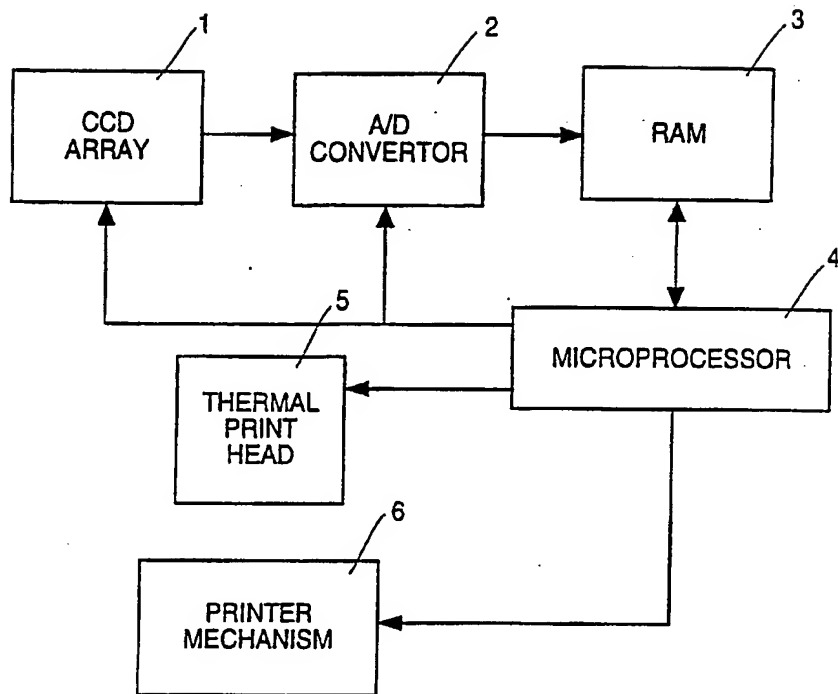 1
CCD
ARRAY
2
A/D
CONVERTOR
3
RAM
4
MICROPROCESSOR
5
THERMAL
PRINT
HEAD
6
PRINTER
MECHANISM